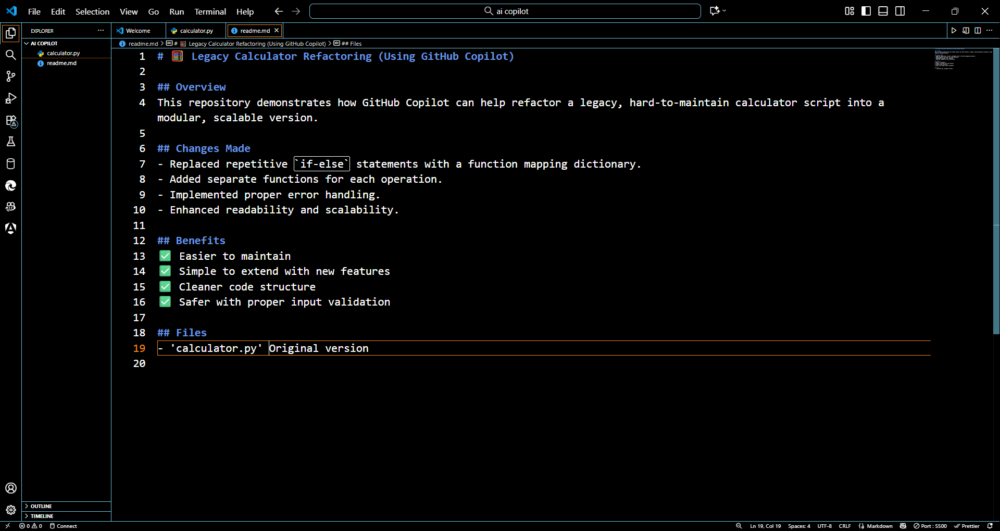 File Edit Selection View Go Run Terminal Help
ai copilot
EXPLORER
Welcome
calculator.py
readme.md
AI COPILOT
calculator.py
readme.md
readme.md > # 🧮 Legacy Calculator Refactoring (Using GitHub Copilot) > ## Files
1 # 🧮 Legacy Calculator Refactoring (Using GitHub Copilot)
2
3 ## Overview
4 This repository demonstrates how GitHub Copilot can help refactor a legacy, hard-to-maintain calculator script into a
modular, scalable version.
5
6 ## Changes Made
7 - Replaced repetitive `if-else` statements with a function mapping dictionary.
8 - Added separate functions for each operation.
9 - Implemented proper error handling.
10 - Enhanced readability and scalability.
11
12 ## Benefits
13 ✅ Easier to maintain
14 ✅ Simple to extend with new features
15 ✅ Cleaner code structure
16 ✅ Safer with proper input validation
17
18 ## Files
19 - 'calculator.py' Original version
20
OUTLINE
TIMELINE
0 0 Connect
Ln 19, Col 19 Spaces: 4 UTF-8 CRLF {} Markdown Port : 5500 Prettier